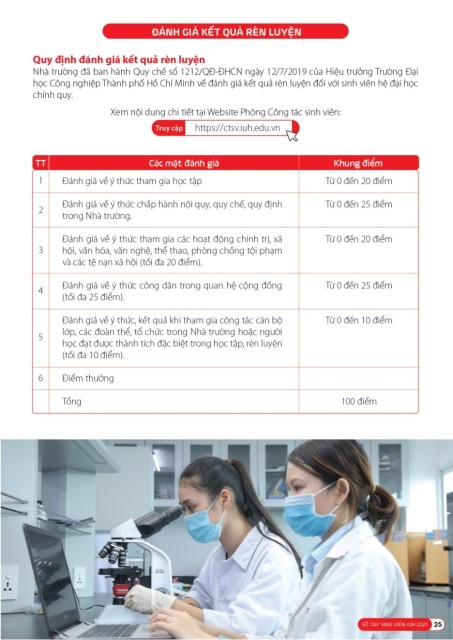 ĐÁNH GIÁ KẾT QUẢ RÈN LUYỆN
Quy định đánh giá kết quả rèn luyện
Nhà trường đã ban hành Quy chế số 1212/QĐ-ĐHCN ngày 12/7/2019 của Hiệu trưởng Trường Đại
học Công nghiệp Thành phố Hồ Chí Minh về đánh giá kết quả rèn luyện đối với sinh viên hệ đại học
chính quy.
Xem nội dung chi tiết tại Website Phòng Công tác sinh viên:
Truy cập https://ctsv.iuh.edu.vn
TT Các mặt đánh giá Khung điểm
1 Đánh giá về ý thức tham gia học tập Từ 0 đến 20 điểm
2 Đánh giá về ý thức chấp hành nội quy, quy chế, quy định Từ 0 đến 25 điểm
trong Nhà trường.
3 Đánh giá về ý thức tham gia các hoạt động chính trị, xã Từ 0 đến 20 điểm
hội, văn hóa, văn nghệ, thể thao, phòng chống tội phạm
và các tệ nạn xã hội (tối đa 20 điểm).
4 Đánh giá về ý thức công dân trong quan hệ cộng đồng Từ 0 đến 25 điểm
(tối đa 25 điểm).
5 Đánh giá về ý thức, kết quả khi tham gia công tác cán bộ Từ 0 đến 10 điểm
lớp, các đoàn thể, tổ chức trong Nhà trường hoặc người
học đạt được thành tích đặc biệt trong học tập, rèn luyện
(tối đa 10 điểm).
6 Điểm thưởng
Tổng 100 điểm
SỔ TAY SINH VIÊN IUH 2021 25